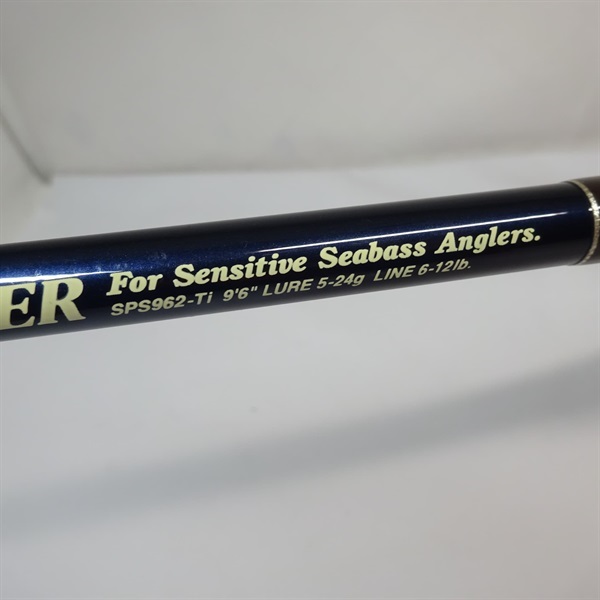 ER For Sensitive Seabass Anglers.
SPS962-Ti 9'6" LURE 5-24g LINE 6-12lb.